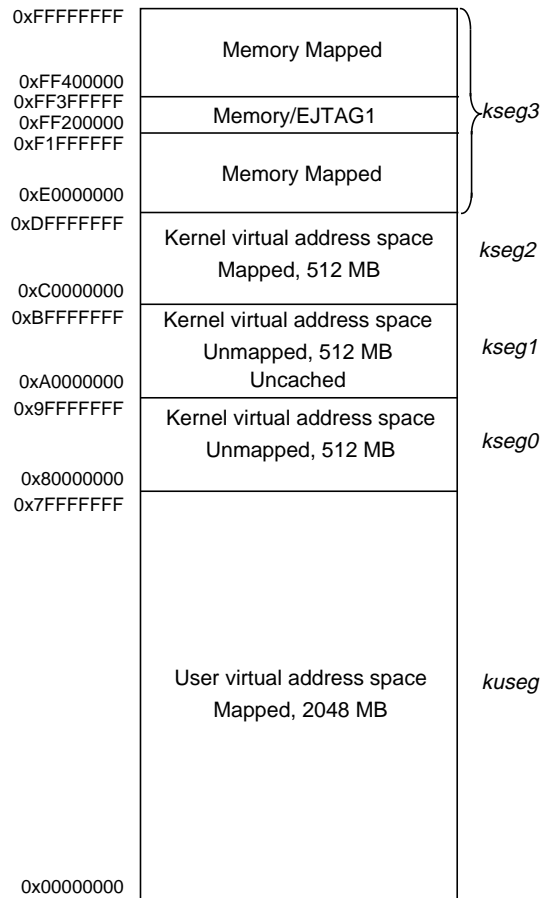 0xFFFFFFFF
Memory Mapped
0xFF400000
0xFF3FFFFF
Memory/EJTAG1
kseg3
0xFF200000
0xF1FFFFFF
Memory Mapped
0xE0000000
0xDFFFFFFF
Kernel virtual address space
Mapped, 512 MB
kseg2
0xC0000000
0xBFFFFFFF
Kernel virtual address space
Unmapped, 512 MB
kseg1
Uncached
0xA0000000
0x9FFFFFFF
Kernel virtual address space
Unmapped, 512 MB
kseg0
0x80000000
0x7FFFFFFF
User virtual address space
Mapped, 2048 MB
kuseg
0x00000000